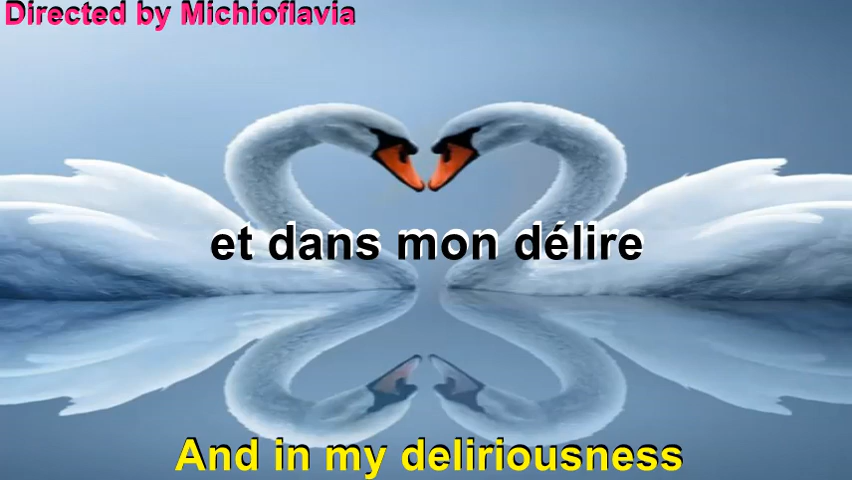 Directed by Michioflavia
et dans mon délire
And in my deliriousness